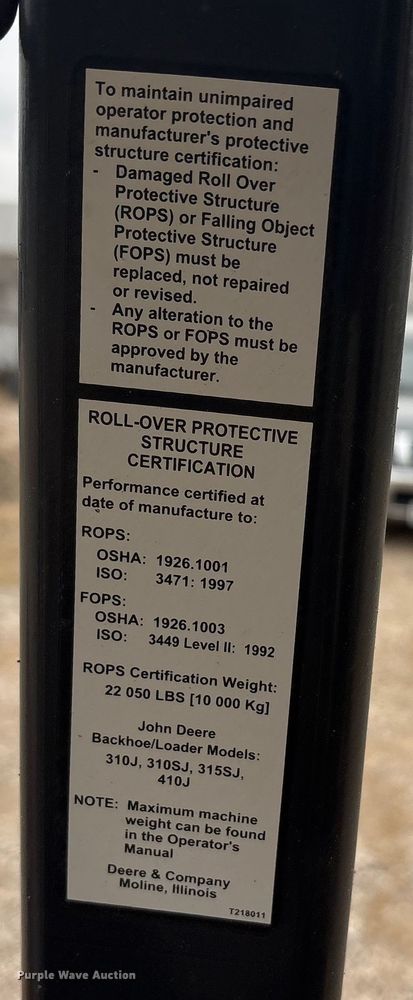 To maintain unimpaired
operator protection and
manufacturer's protective
structure certification:
- Damaged Roll Over
Protective Structure
(ROPS) or Falling Object
Protective Structure
(FOPS) must be
replaced, not repaired
or revised.
- Any alteration to the
ROPS or FOPS must be
approved by the
manufacturer.
ROLL-OVER PROTECTIVE
STRUCTURE
CERTIFICATION
Performance certified at
date of manufacture to:
ROPS:
OSHA: 1926.1001
ISO: 3471: 1997
FOPS:
OSHA: 1926.1003
ISO: 3449 Level II: 1992
ROPS Certification Weight:
22 050 LBS [10 000 Kg]
John Deere
Backhoe/Loader Models:
310J, 310SJ, 315SJ,
410J
NOTE: Maximum machine
weight can be found
in the Operator's
Manual
Deere & Company
Moline, Illinois
T218011
Purple Wave Auction